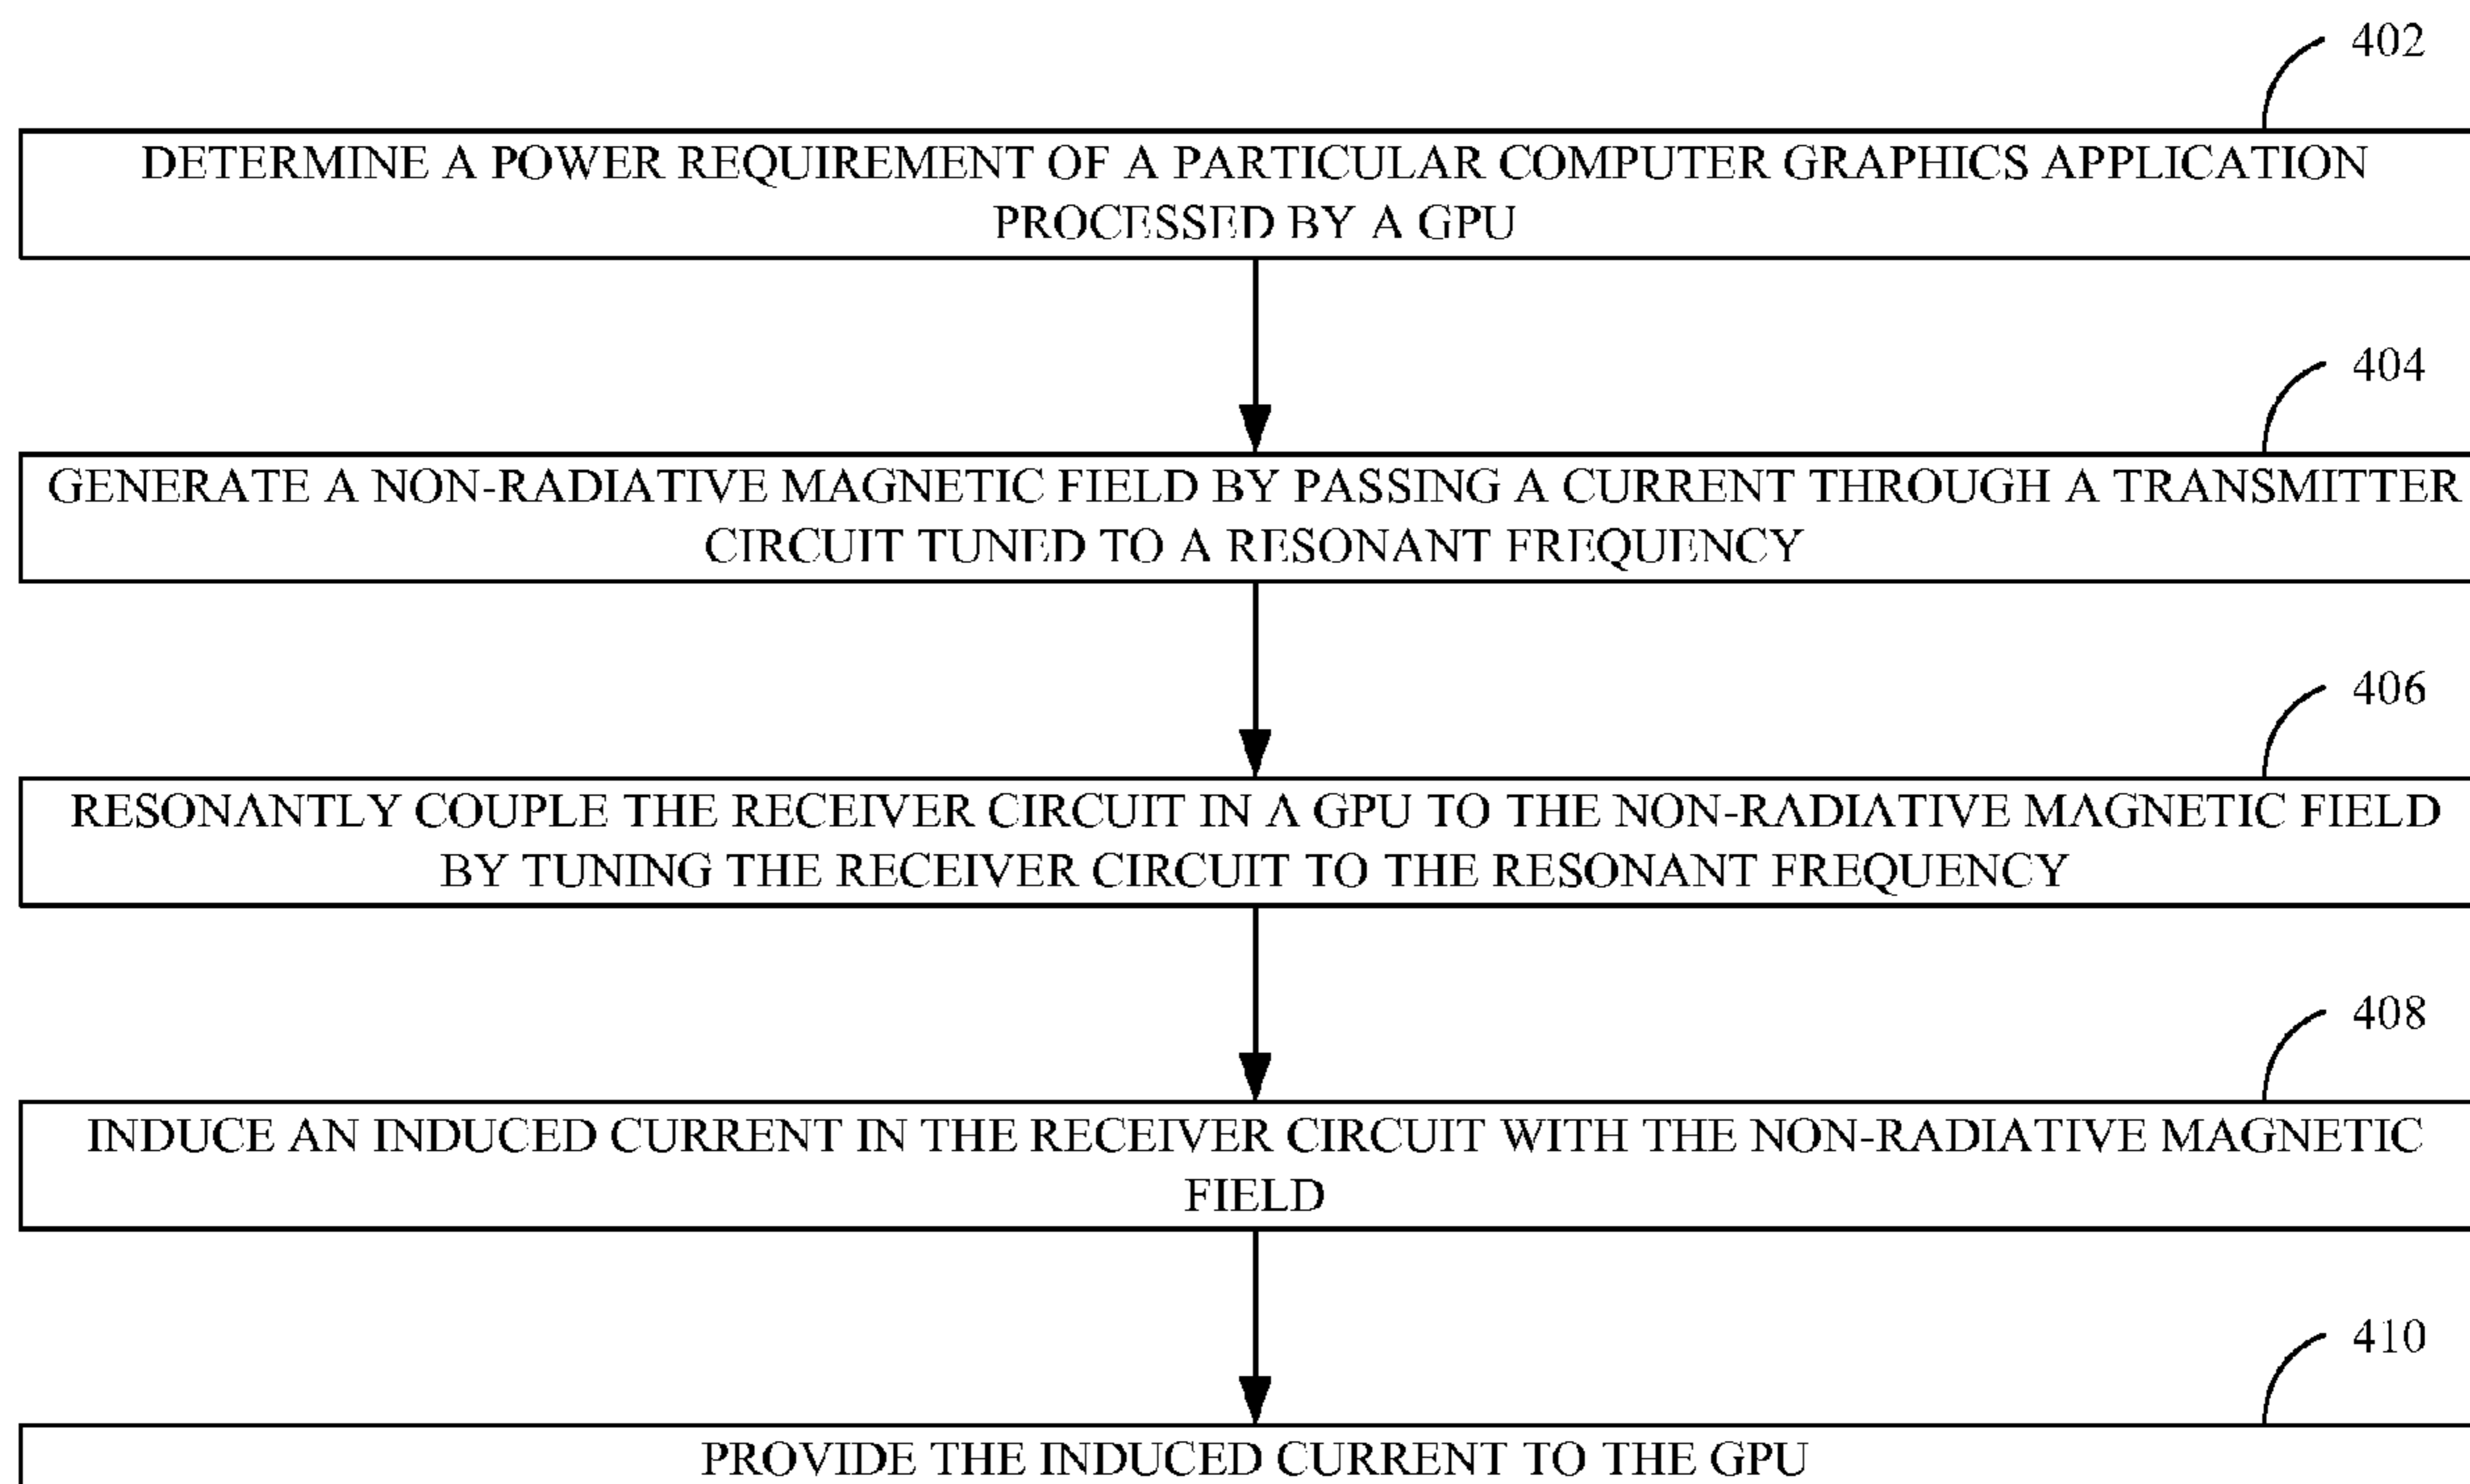 402
DETERMINE A POWER REQUIREMENT OF A PARTICULAR COMPUTER GRAPHICS APPLICATION
PROCESSED BY A GPU
404
GENERATE A NON-RADIATIVE MAGNETIC FIELD BY PASSING A CURRENT THROUGH A TRANSMITTER
CIRCUIT TUNED TO A RESONANT FREQUENCY
406
RESONANTLY COUPLE THE RECEIVER CIRCUIT IN A GPU TO THE NON-RADIATIVE MAGNETIC FIELD
BY TUNING THE RECEIVER CIRCUIT TO THE RESONANT FREQUENCY
408
INDUCE AN INDUCED CURRENT IN THE RECEIVER CIRCUIT WITH THE NON-RADIATIVE MAGNETIC
FIELD
410
PROVIDE THE INDUCED CURRENT TO THE GPU